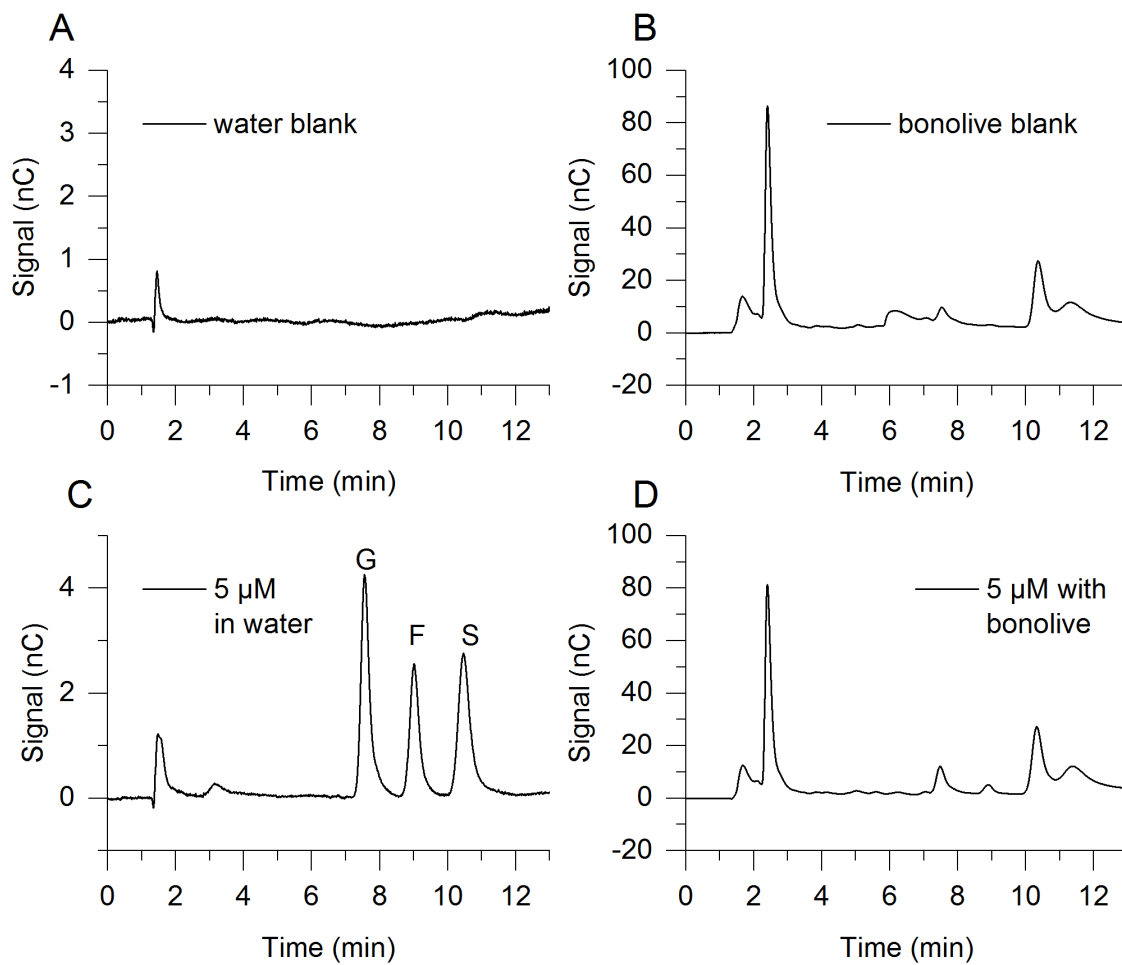 A
4
3
2
1
0
-1
Signal (nC)
water blank
0 2 4 6 8 10 12
Time (min)
B
100
80
60
40
20
0
-20
Signal (nC)
bonolive blank
0 2 4 6 8 10 12
Time (min)
C
4
2
0
Signal (nC)
5 µM
in water
G
F
S
0 2 4 6 8 10 12
Time (min)
D
100
80
60
40
20
0
-20
Signal (nC)
5 µM with
bonolive
0 2 4 6 8 10 12
Time (min)